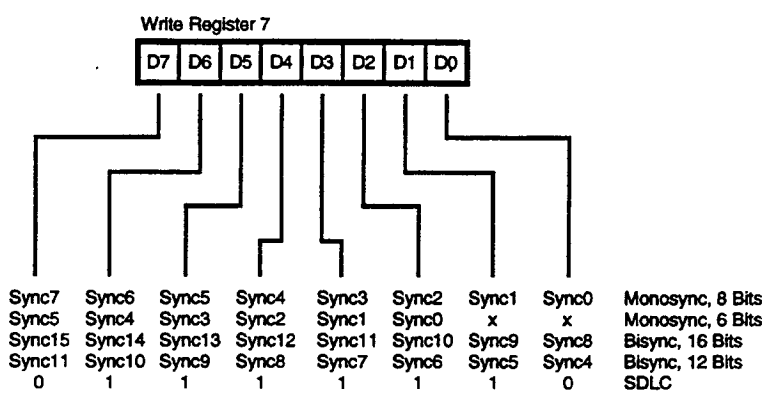 Write Register 7
D7 D6 D5 D4 D3 D2 D1 D0
Sync7 Sync6 Sync5 Sync4 Sync3 Sync2 Sync1 Sync0 Monosync, 8 Bits
Sync5 Sync4 Sync3 Sync2 Sync1 Sync0 x x Monosync, 6 Bits
Sync15 Sync14 Sync13 Sync12 Sync11 Sync10 Sync9 Sync8 Bisync, 16 Bits
Sync11 Sync10 Sync9 Sync8 Sync7 Sync6 Sync5 Sync4 Bisync, 12 Bits
0 1 1 1 1 1 1 0 SDLC